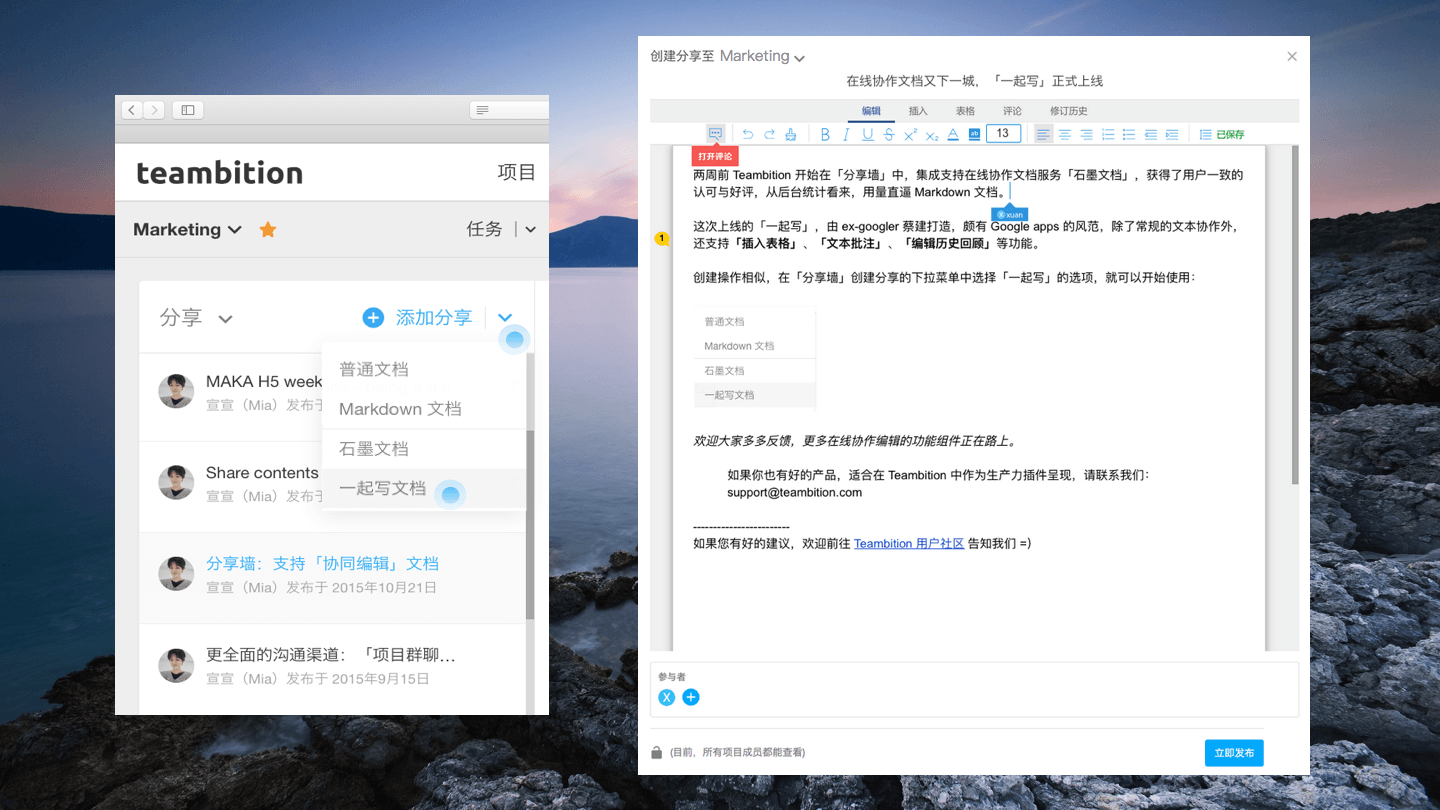 teambition
项目
Marketing
任务
分享
添加分享
普通文档
Markdown 文档
石墨文档
一起写文档
MAKA H5 week
宣宣（Mia）发布于
Share contents
宣宣（Mia）发布于
分享墙：支持「协同编辑」文档
宣宣（Mia）发布于 2015年10月21日
更全面的沟通渠道：「项目群聊…
宣宣（Mia）发布于 2015年9月15日
创建分享至 Marketing
在线协作文档又下一城，「一起写」正式上线
编辑 插入 表格 评论 修订历史
B I U S x² x₂ A ab 13 已保存
打开评论
两周前 Teambition 开始在「分享墙」中，集成支持在线协作文档服务「石墨文档」，获得了用户一致的
认可与好评，从后台统计看来，用量直逼 Markdown 文档。
X xuan
1
这次上线的「一起写」，由 ex-googler 蔡建打造，颇有 Google apps 的风范，除了常规的文本协作外，
还支持「插入表格」、「文本批注」、「编辑历史回顾」等功能。
创建操作相似，在「分享墙」创建分享的下拉菜单中选择「一起写」的选项，就可以开始使用：
普通文档
Markdown 文档
石墨文档
一起写文档
欢迎大家多多反馈，更多在线协作编辑的功能组件正在路上。
如果你也有好的产品，适合在 Teambition 中作为生产力插件呈现，请联系我们：
support@teambition.com
------------------------
如果您有好的建议，欢迎前往 Teambition 用户社区 告知我们 =)
参与者
X
(目前，所有项目成员都能查看)
立即发布